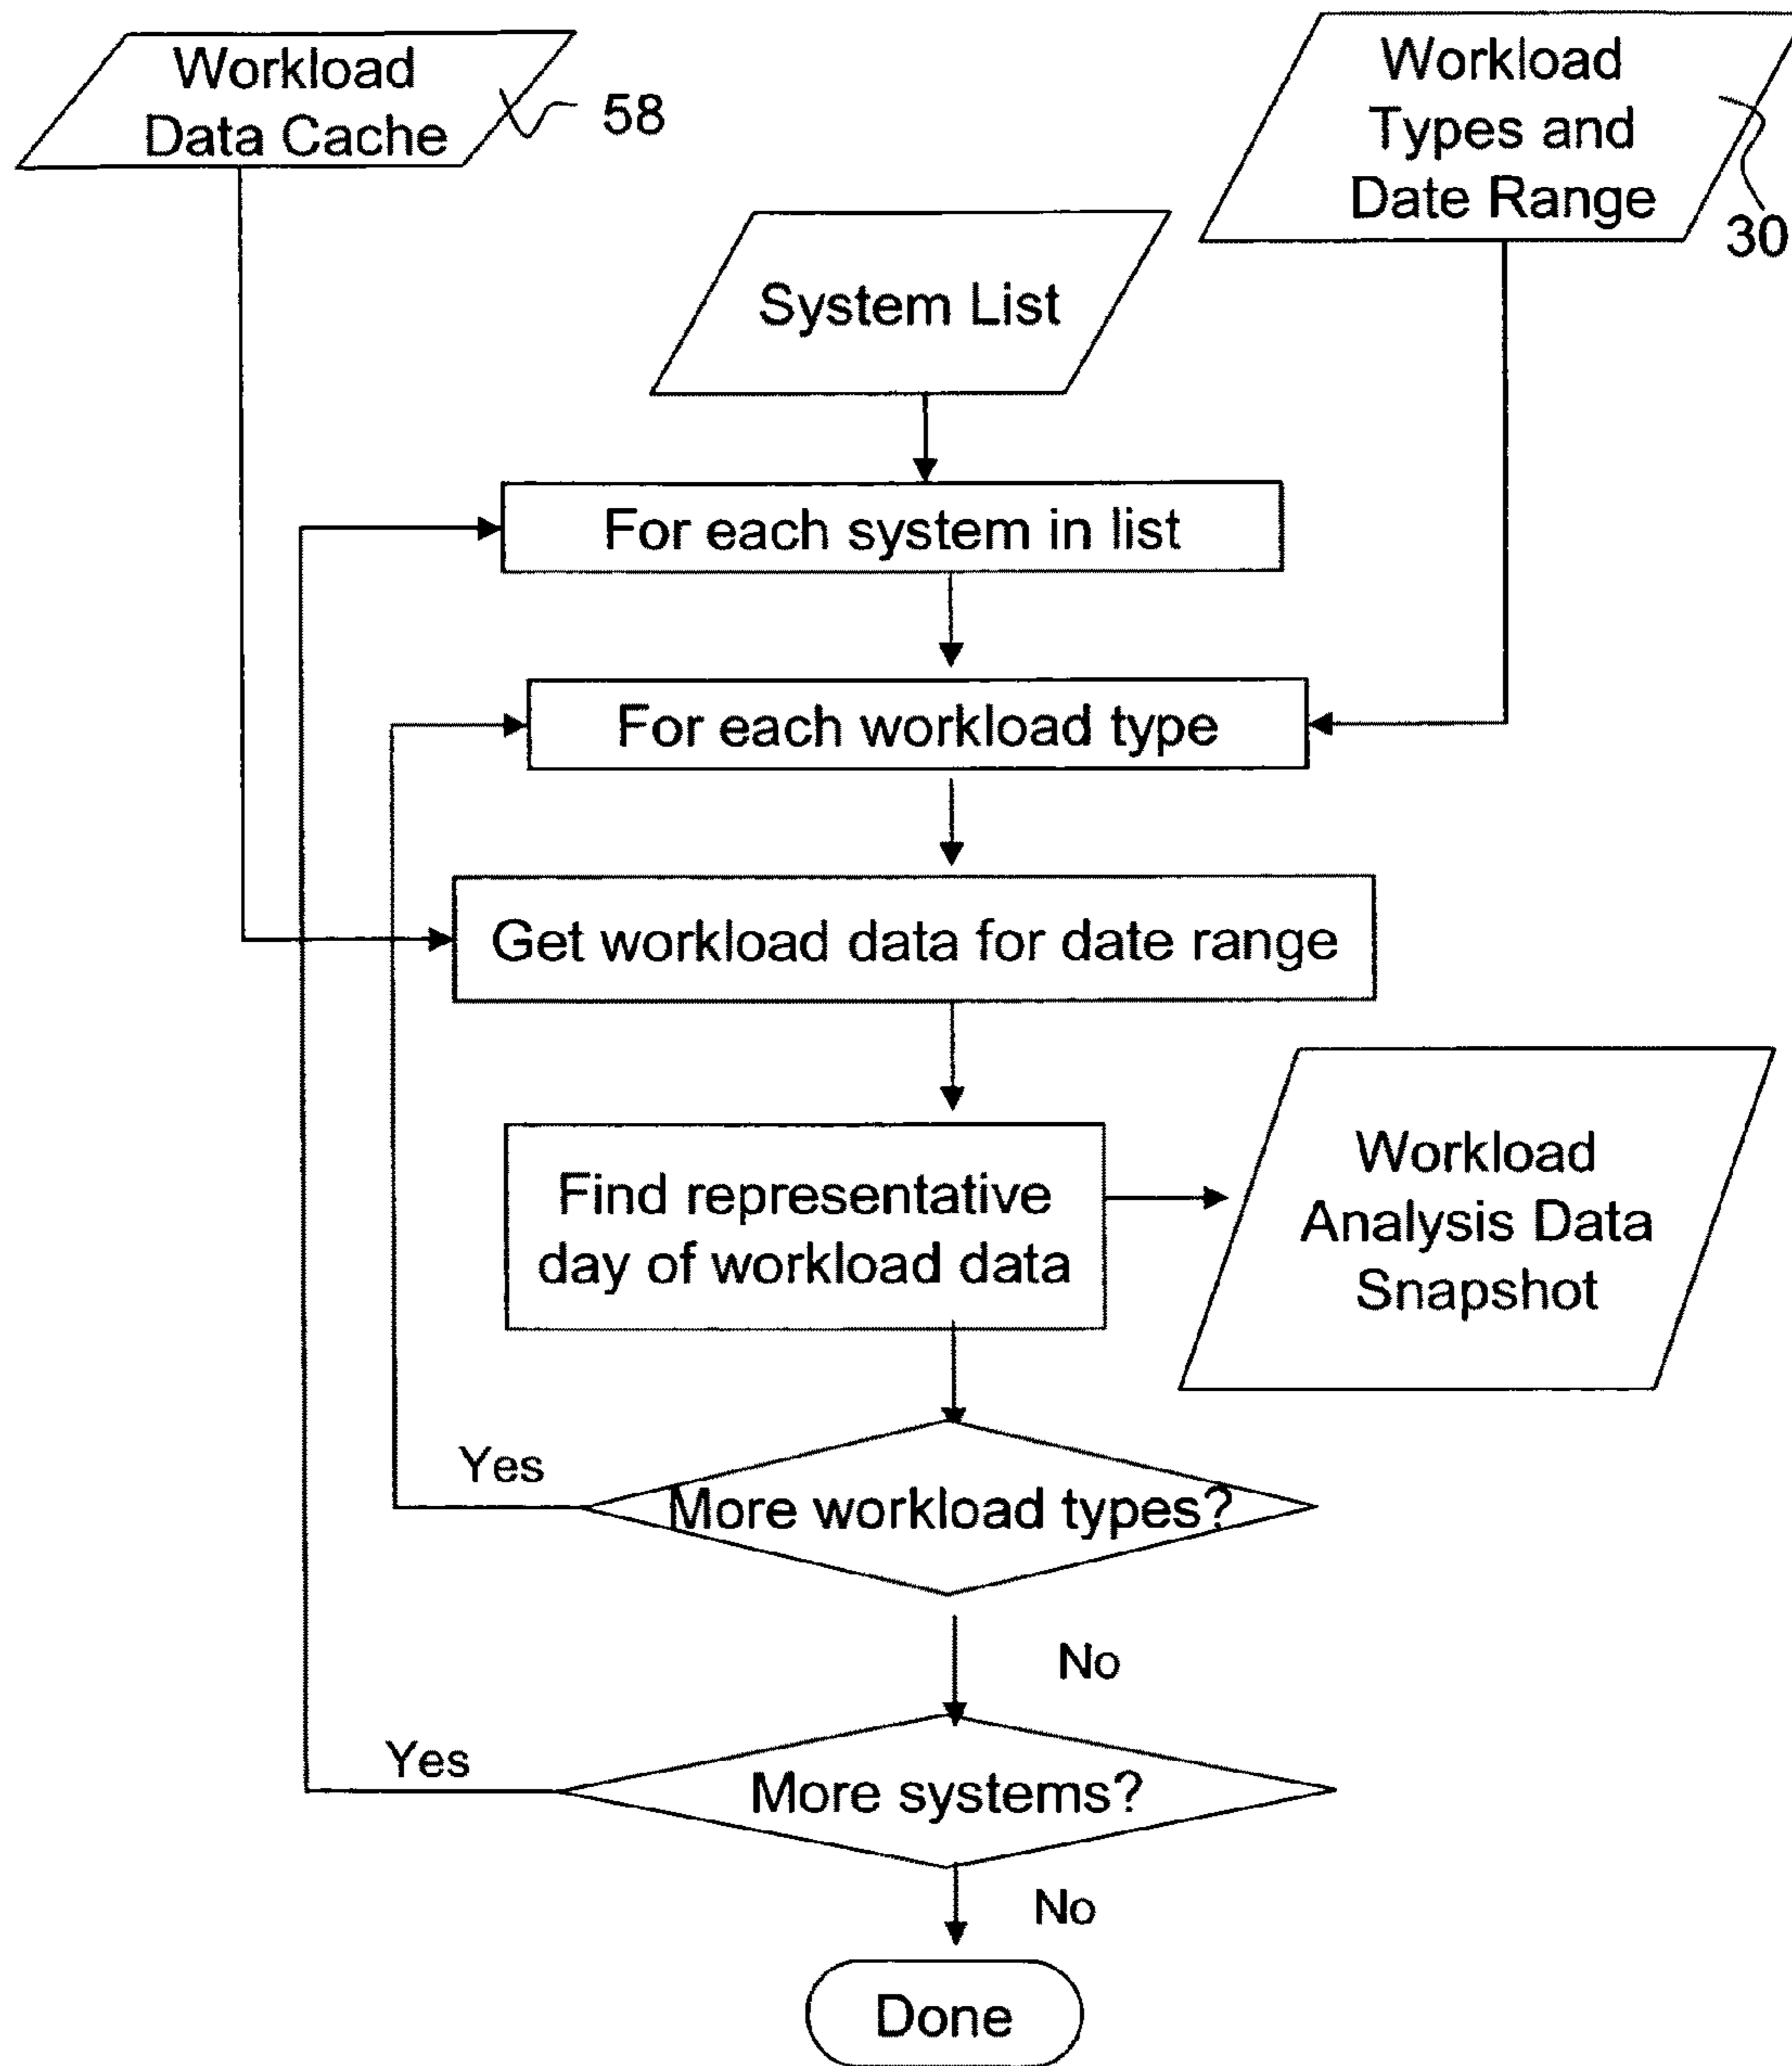 Workload
Data Cache
58
Workload
Types and
Date Range
30
System List
For each system in list
For each workload type
Get workload data for date range
Find representative
day of workload data
Workload
Analysis Data
Snapshot
Yes
More workload types?
No
Yes
More systems?
No
Done